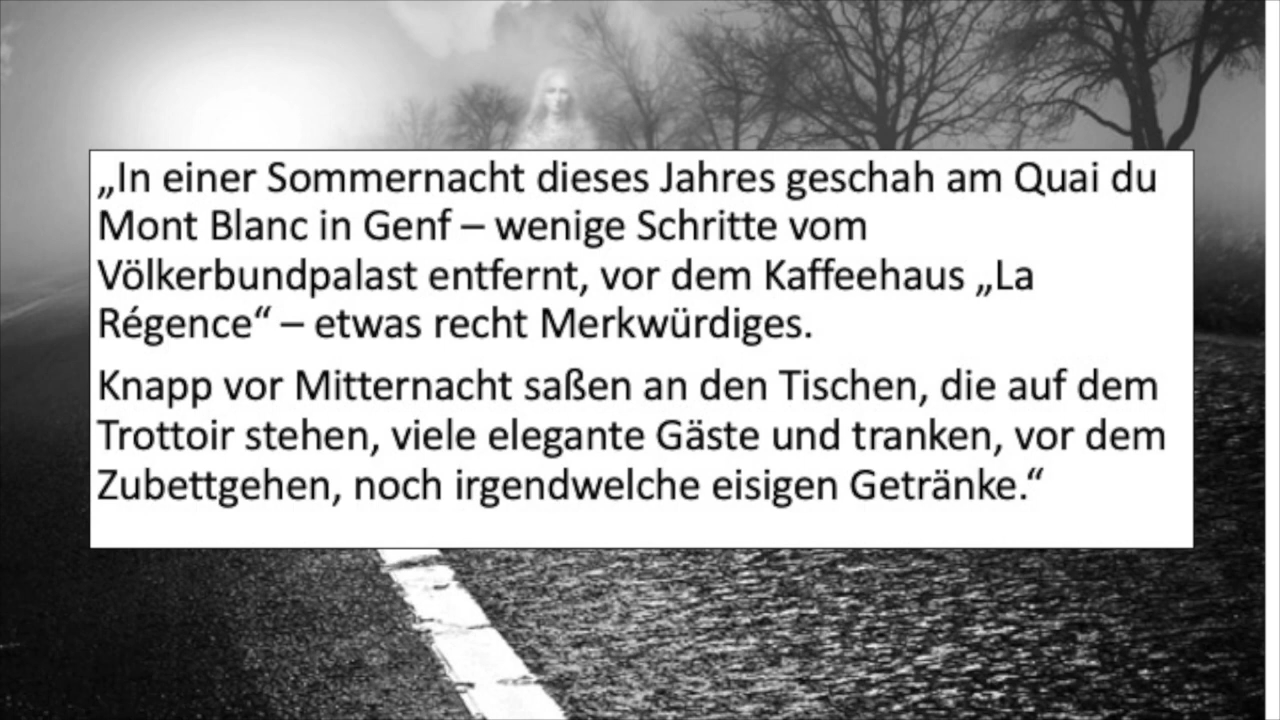 „In einer Sommernacht dieses Jahres geschah am Quai du
Mont Blanc in Genf – wenige Schritte vom
Völkerbundpalast entfernt, vor dem Kaffeehaus „La
Régence“ – etwas recht Merkwürdiges.
Knapp vor Mitternacht saßen an den Tischen, die auf dem
Trottoir stehen, viele elegante Gäste und tranken, vor dem
Zubettgehen, noch irgendwelche eisigen Getränke.“